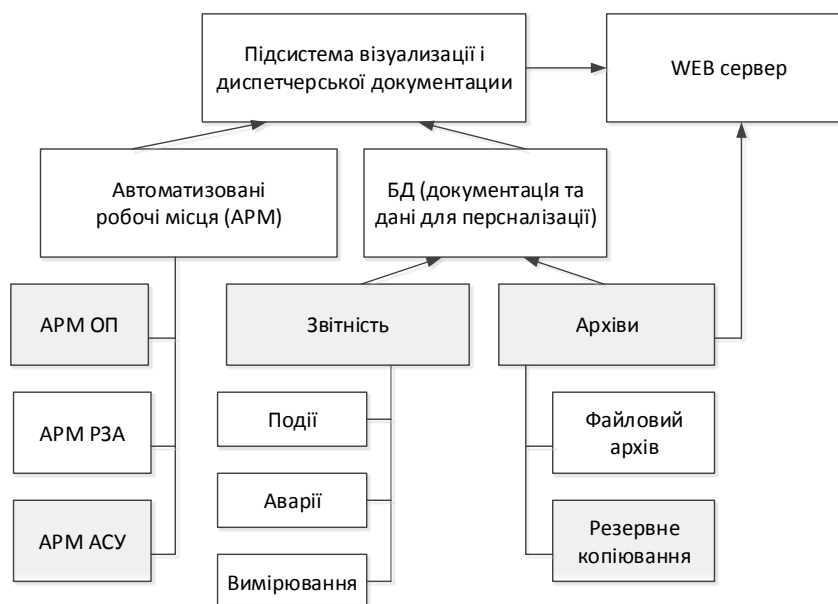 Підсистема візуализації і
диспетчерської документации
WEB сервер
Автоматизовані
робочі місця (АРМ)
БД (документація та
дані для персналізації)
АРМ ОП
Звітність
Архіви
АРМ РЗА
Події
Файловий
архів
Аварії
АРМ АСУ
Резервне
копіювання
Вимірювання